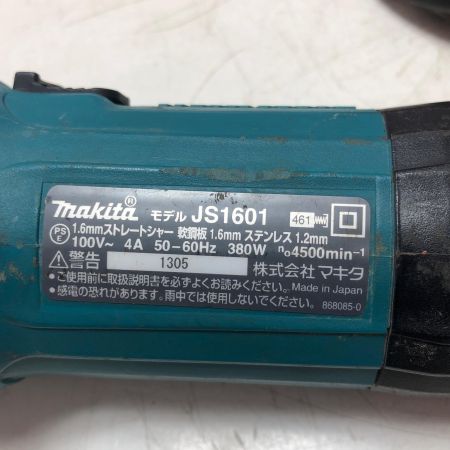 makita® モデル JS1601 461
PSE 1.6mmストレートシャー 軟鋼板1.6mm ステンレス1.2mm
100V～ 4A 50–60Hz 380W n₀4500min⁻¹
⚠警告 1305 株式会社マキタ
•ご使用前に取扱説明書を必ずよくお読みください。 Made in Japan
•感電の恐れがあります。雨中では使用しないでください。 868085-0